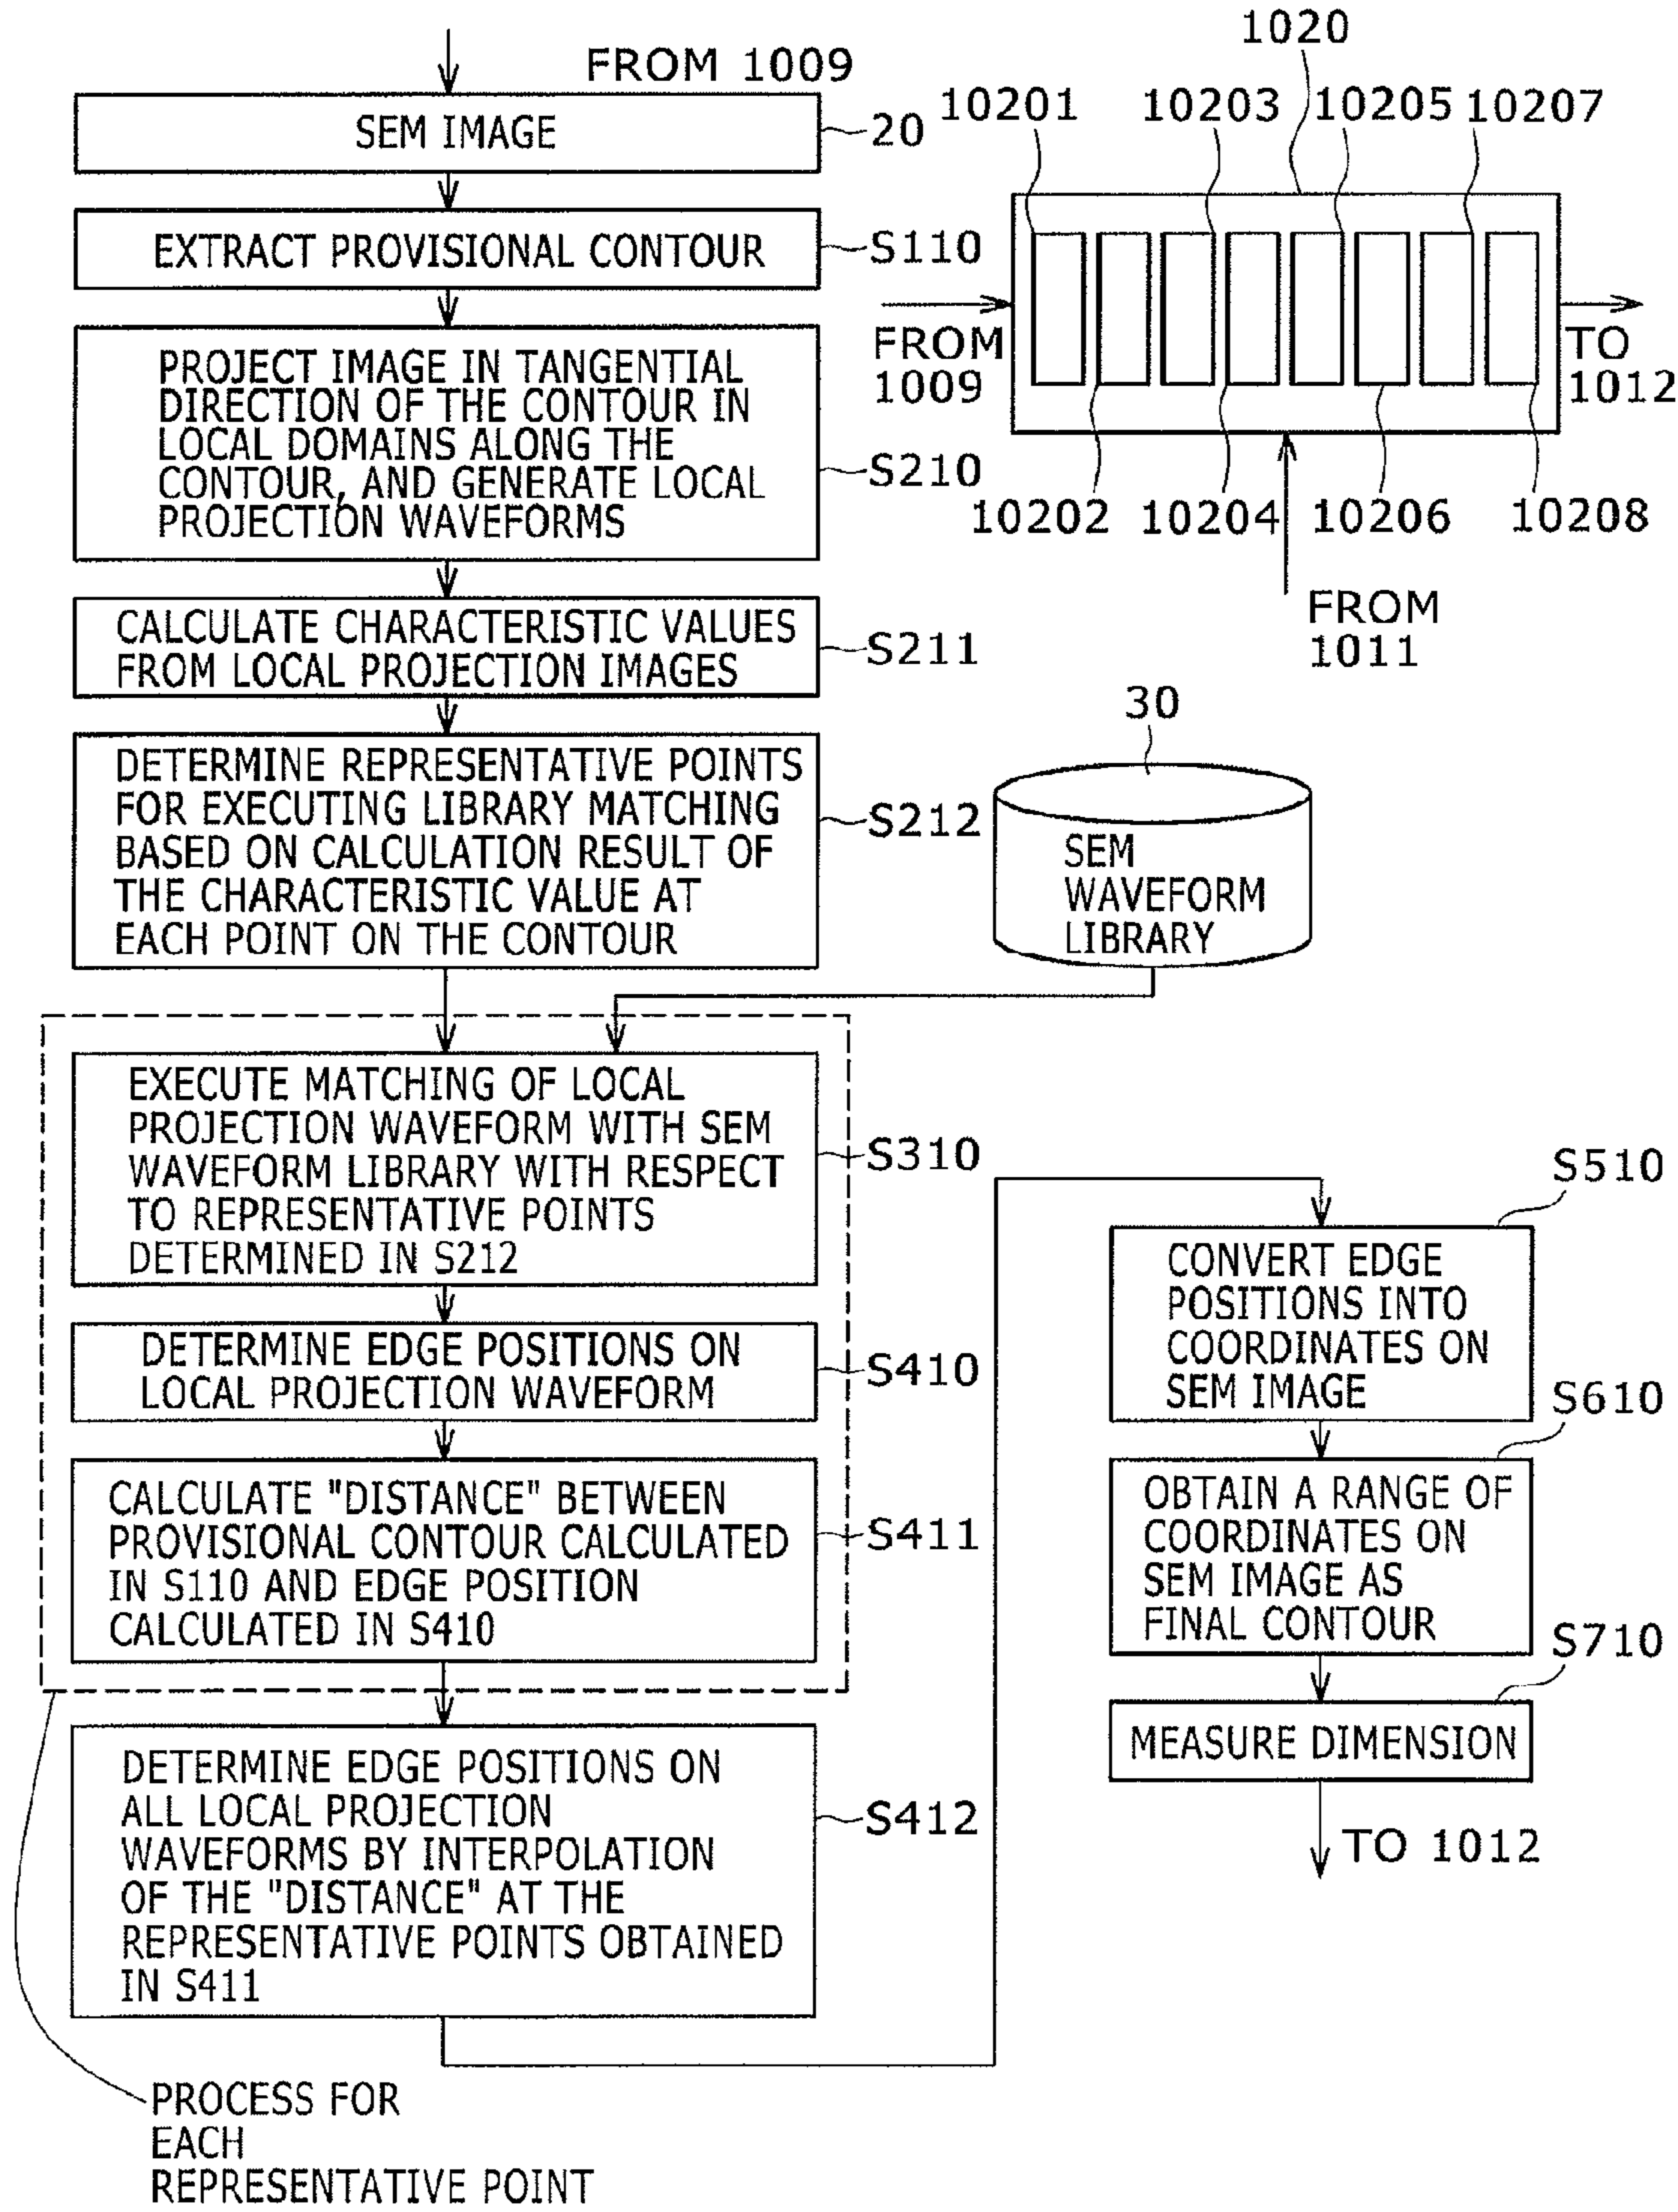 FROM 1009
SEM IMAGE
20
EXTRACT PROVISIONAL CONTOUR
S110
PROJECT IMAGE IN TANGENTIAL
DIRECTION OF THE CONTOUR IN
LOCAL DOMAINS ALONG THE
CONTOUR, AND GENERATE LOCAL
PROJECTION WAVEFORMS
S210
CALCULATE CHARACTERISTIC VALUES
FROM LOCAL PROJECTION IMAGES
S211
DETERMINE REPRESENTATIVE POINTS
FOR EXECUTING LIBRARY MATCHING
BASED ON CALCULATION RESULT OF
THE CHARACTERISTIC VALUE AT
EACH POINT ON THE CONTOUR
S212
1020
10201
10203
10205
10207
FROM
1009
TO
1012
10202
10204
10206
10208
FROM
1011
30
SEM
WAVEFORM
LIBRARY
EXECUTE MATCHING OF LOCAL
PROJECTION WAVEFORM WITH SEM
WAVEFORM LIBRARY WITH RESPECT
TO REPRESENTATIVE POINTS
DETERMINED IN S212
S310
DETERMINE EDGE POSITIONS ON
LOCAL PROJECTION WAVEFORM
S410
CALCULATE "DISTANCE" BETWEEN
PROVISIONAL CONTOUR CALCULATED
IN S110 AND EDGE POSITION
CALCULATED IN S410
S411
DETERMINE EDGE POSITIONS ON
ALL LOCAL PROJECTION
WAVEFORMS BY INTERPOLATION
OF THE "DISTANCE" AT THE
REPRESENTATIVE POINTS OBTAINED
IN S411
S412
PROCESS FOR
EACH
REPRESENTATIVE POINT
S510
CONVERT EDGE
POSITIONS INTO
COORDINATES ON
SEM IMAGE
S610
OBTAIN A RANGE OF
COORDINATES ON
SEM IMAGE AS
FINAL CONTOUR
S710
MEASURE DIMENSION
TO 1012